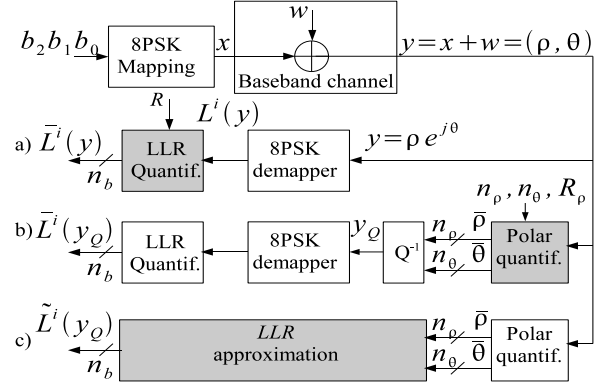 b₂b₁b₀
8PSK
Mapping
x
w
Baseband channel
y=x+w=(ρ,θ)
R
Lⁱ(y)
a) L̄ⁱ(y)
n_b
LLR
Quantif.
8PSK
demapper
y=ρe^{jθ}
n_ρ, n_θ, R_ρ
b) L̄ⁱ(y_Q)
n_b
LLR
Quantif.
8PSK
demapper
y_Q
Q⁻¹
n_ρ ρ̄
n_θ θ̄
Polar
quantif.
c) L̃ⁱ(y_Q)
n_b
LLR
approximation
n_ρ ρ̄
n_θ θ̄
Polar
quantif.